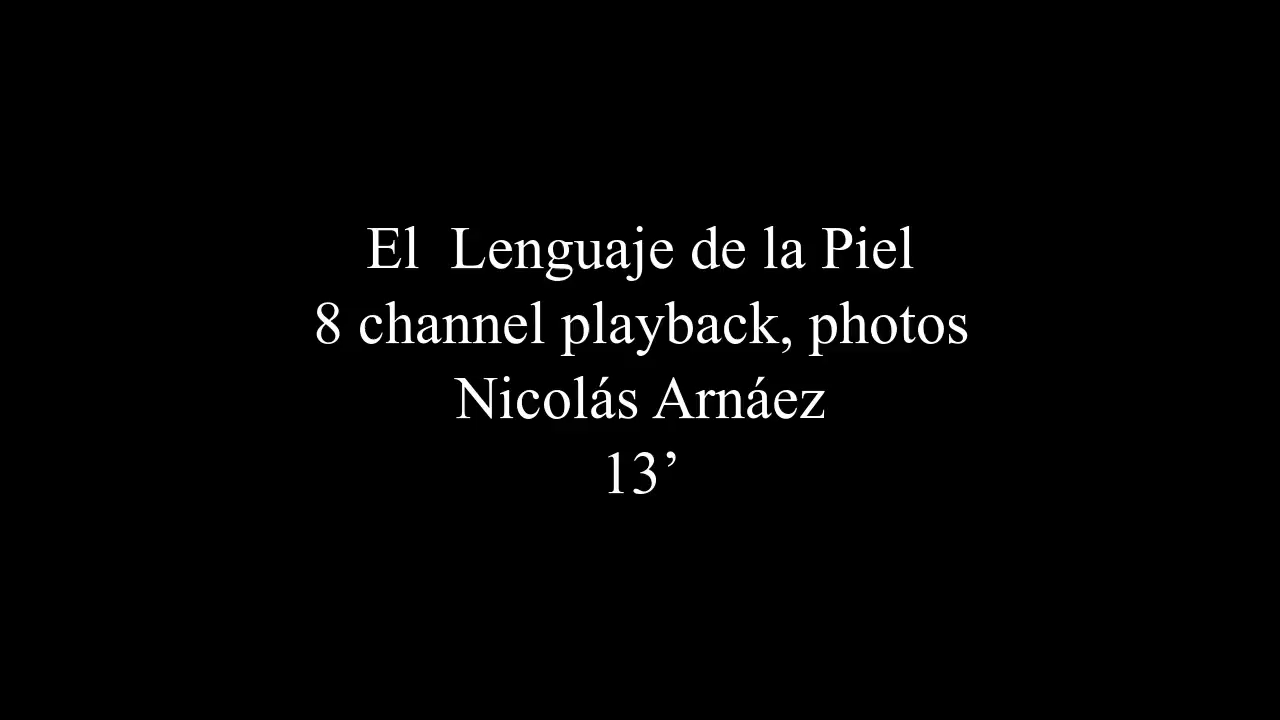 El  Lenguaje de la Piel
8 channel playback, photos
Nicolás Arnáez
13’